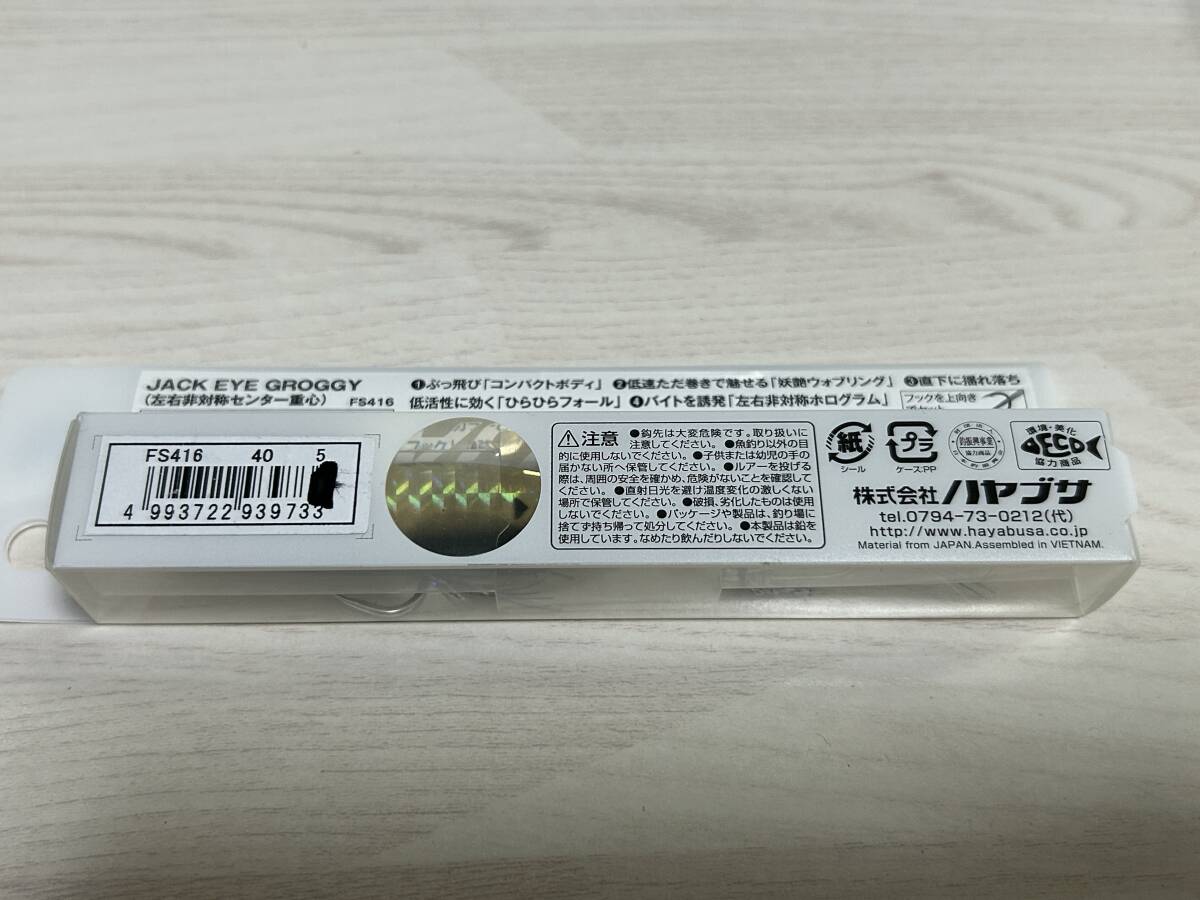 JACK EYE GROGGY
(左右非対称センター重心) FS416
❶ぶっ飛び「コンパクトボディ」 ❷低速ただ巻きで魅せる「妖艶ウォブリング」 ❸直下に揺れ落ち
低活性に効く「ひらひらフォール」 ❹バイトを誘発「左右非対称ホログラム」
フックを上向き
FS416 40 5
4 993722 939733
⚠注意 ●鈎先は大変危険です。取り扱いに
注意してください。 ●魚釣り以外の目
的に使用しないでください。 ●子供または幼児の手の
届かない所へ保管してください。 ●ルアーを投げる
際は、周囲の安全を確かめ、危険がないことを確認して
ください。 ●直射日光を避け温度変化の激しくない
場所で保管してください。 ●破損、劣化したものは使用
しないでください。 ●パッケージや製品は、釣り場に
捨てず持ち帰って処分してください。 ●本製品は鉛を
使用しています。なめたり飲んだりしないでください。
紙
シール
プラ
ケース:PP
協力商品
環境・美化
ECO
協力商品
株式会社ハヤブサ
tel.0794-73-0212(代)
http://www.hayabusa.co.jp
Material from JAPAN.Assembled in VIETNAM.